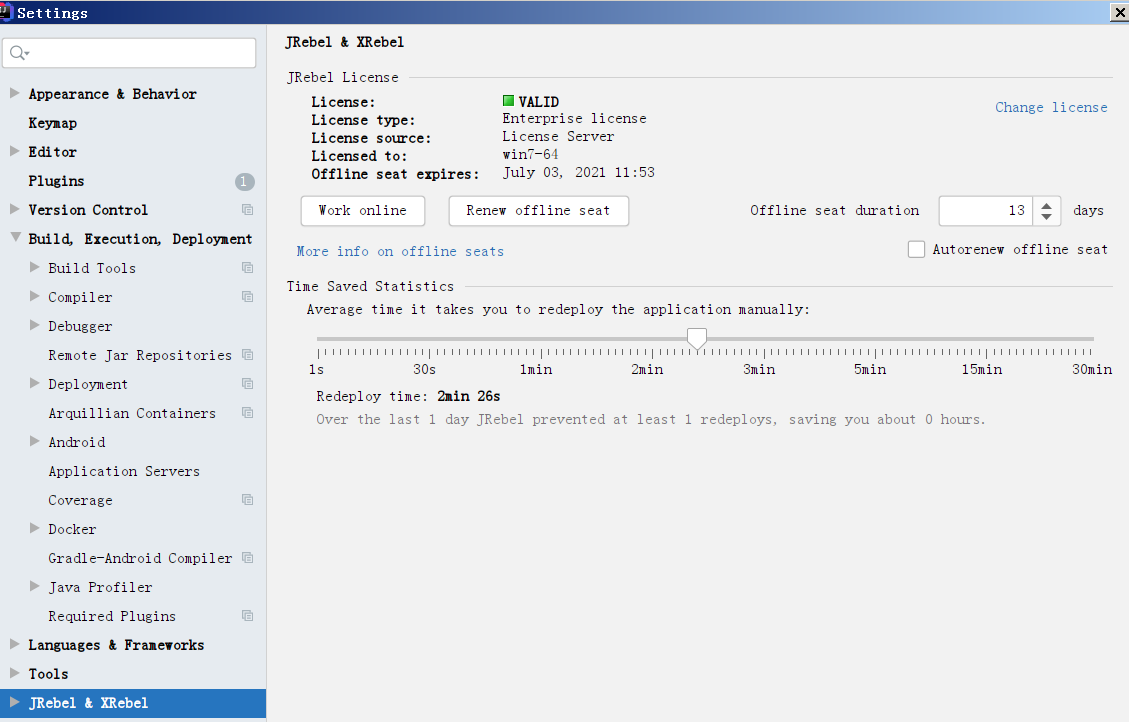 Settings
Appearance & Behavior
Keymap
Editor
Plugins 1
Version Control
Build, Execution, Deployment
Build Tools
Compiler
Debugger
Remote Jar Repositories
Deployment
Arquillian Containers
Android
Application Servers
Coverage
Docker
Gradle-Android Compiler
Java Profiler
Required Plugins
Languages & Frameworks
Tools
JRebel & XRebel
JRebel & XRebel
JRebel License
License: VALID
Change license
License type: Enterprise license
License source: License Server
Licensed to: win7-64
Offline seat expires: July 03, 2021 11:53
Work online Renew offline seat Offline seat duration 13 days
More info on offline seats Autorenew offline seat
Time Saved Statistics
Average time it takes you to redeploy the application manually:
1s 30s 1min 2min 3min 5min 15min 30min
Redeploy time: 2min 26s
Over the last 1 day JRebel prevented at least 1 redeploys, saving you about 0 hours.